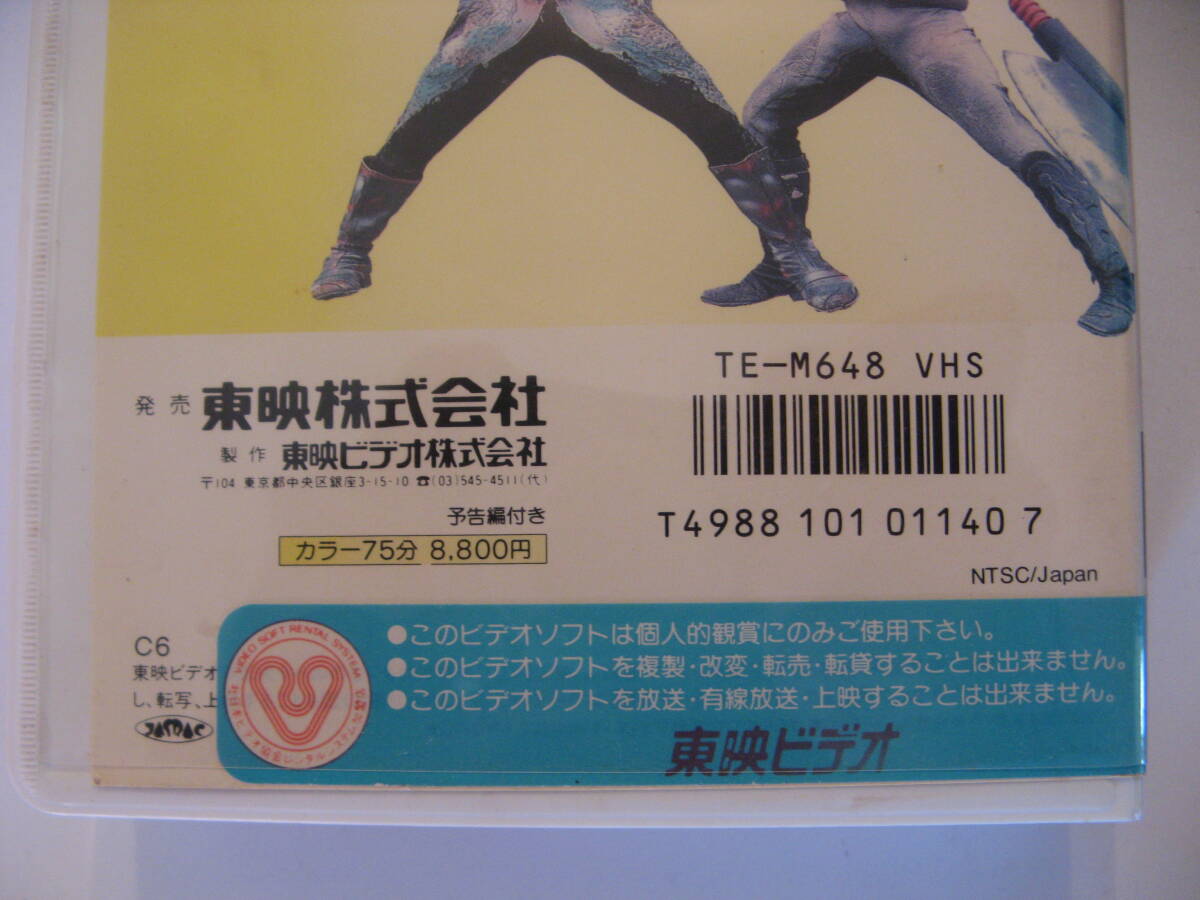 発売 東映株式会社
製作 東映ビデオ株式会社
〒104 東京都中央区銀座3-15-10 ☎(03)545-4511(代)
予告編付き
カラー75分 8,800円
TE-M648 VHS
T4988 101 01140 7
NTSC/Japan
C6
東映ビデオ
し、転写、上
JASRAC
VIDEO SOFT RENTAL SYSTEM
●このビデオソフトは個人的観賞にのみご使用下さい。
●このビデオソフトを複製・改変・転売・転貸することは出来ません。
●このビデオソフトを放送・有線放送・上映することは出来ません。
東映ビデオ